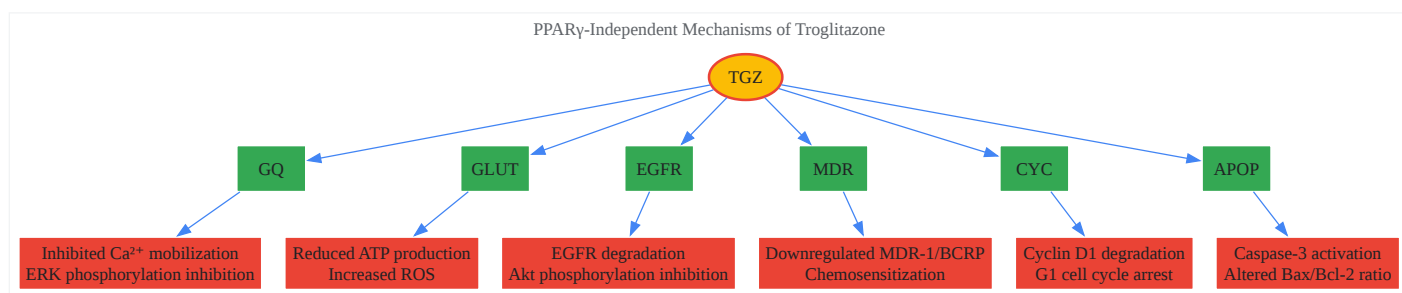 PPARγ-Independent Mechanisms of Troglitazone
TGZ
GQ
GLUT
EGFR
MDR
CYC
APOP
Inhibited Ca²⁺ mobilization
ERK phosphorylation inhibition
Reduced ATP production
Increased ROS
EGFR degradation
Akt phosphorylation inhibition
Downregulated MDR-1/BCRP
Chemosensitization
Cyclin D1 degradation
G1 cell cycle arrest
Caspase-3 activation
Altered Bax/Bcl-2 ratio